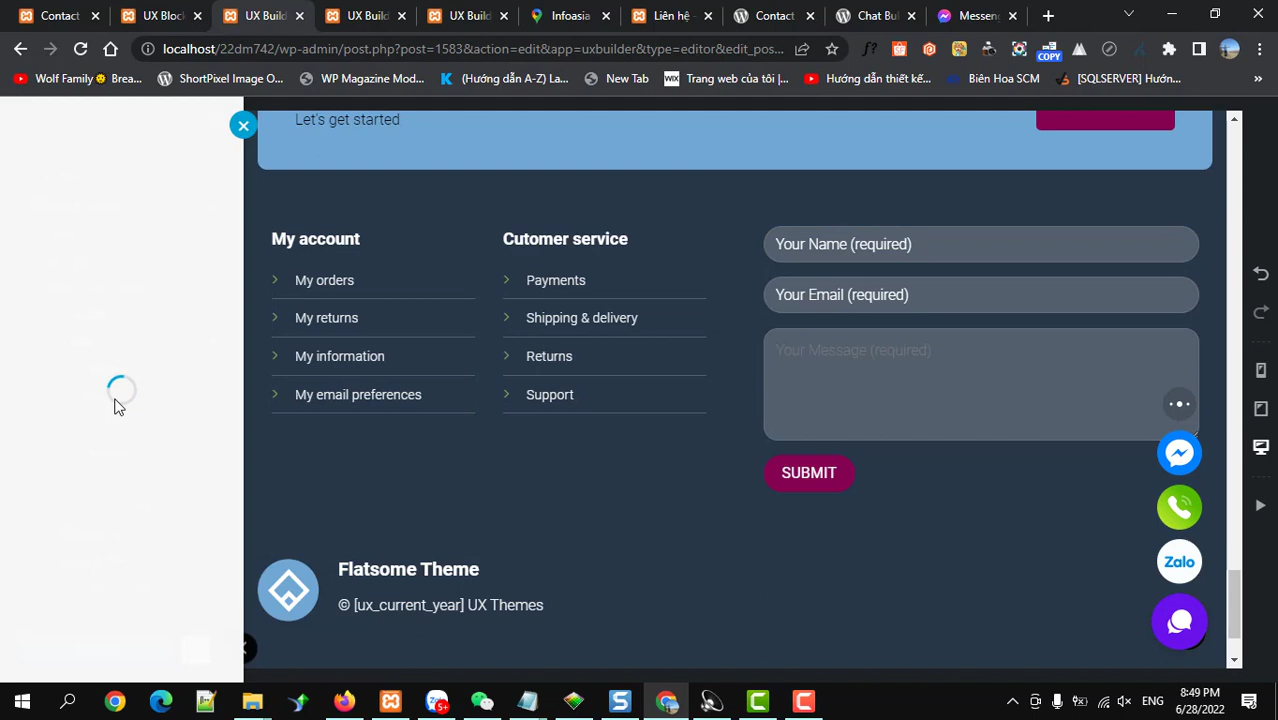 Contact
UX Block
UX Build
UX Build
UX Build
Infoasia
Liên hệ -
Contact
Chat Bu
Messen
localhost/22dm742/wp-admin/post.php?post=1583&action=edit&app=uxbuilder&type=editor&edit_pos...
COPY
Wolf Family Brea...
ShortPixel Image O...
WP Magazine Mod...
(Hướng dẫn A-Z) La...
New Tab
WIX
Trang web của tôi |...
Hướng dẫn thiết kế...
Biên Hoa SCM
[SQLSERVER] Hướn...
Let's get started
My account
Cutomer service
Your Name (required)
My orders
Payments
Your Email (required)
My returns
Shipping & delivery
My information
Returns
Your Message (required)
My email preferences
Support
SUBMIT
Zalo
Flatsome Theme
© [ux_current_year] UX Themes
Zalo
5+
ENG
8:49 PM
6/28/2022